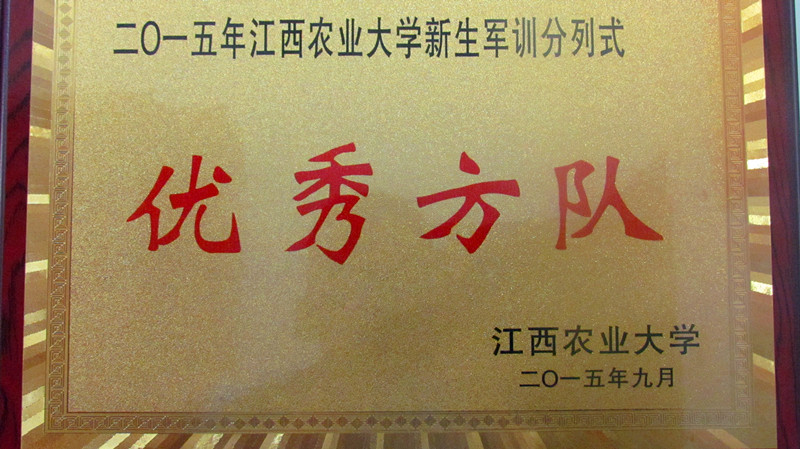 二〇一五年江西农业大学新生军训分列式
优秀方队
江西农业大学
二〇一五年九月